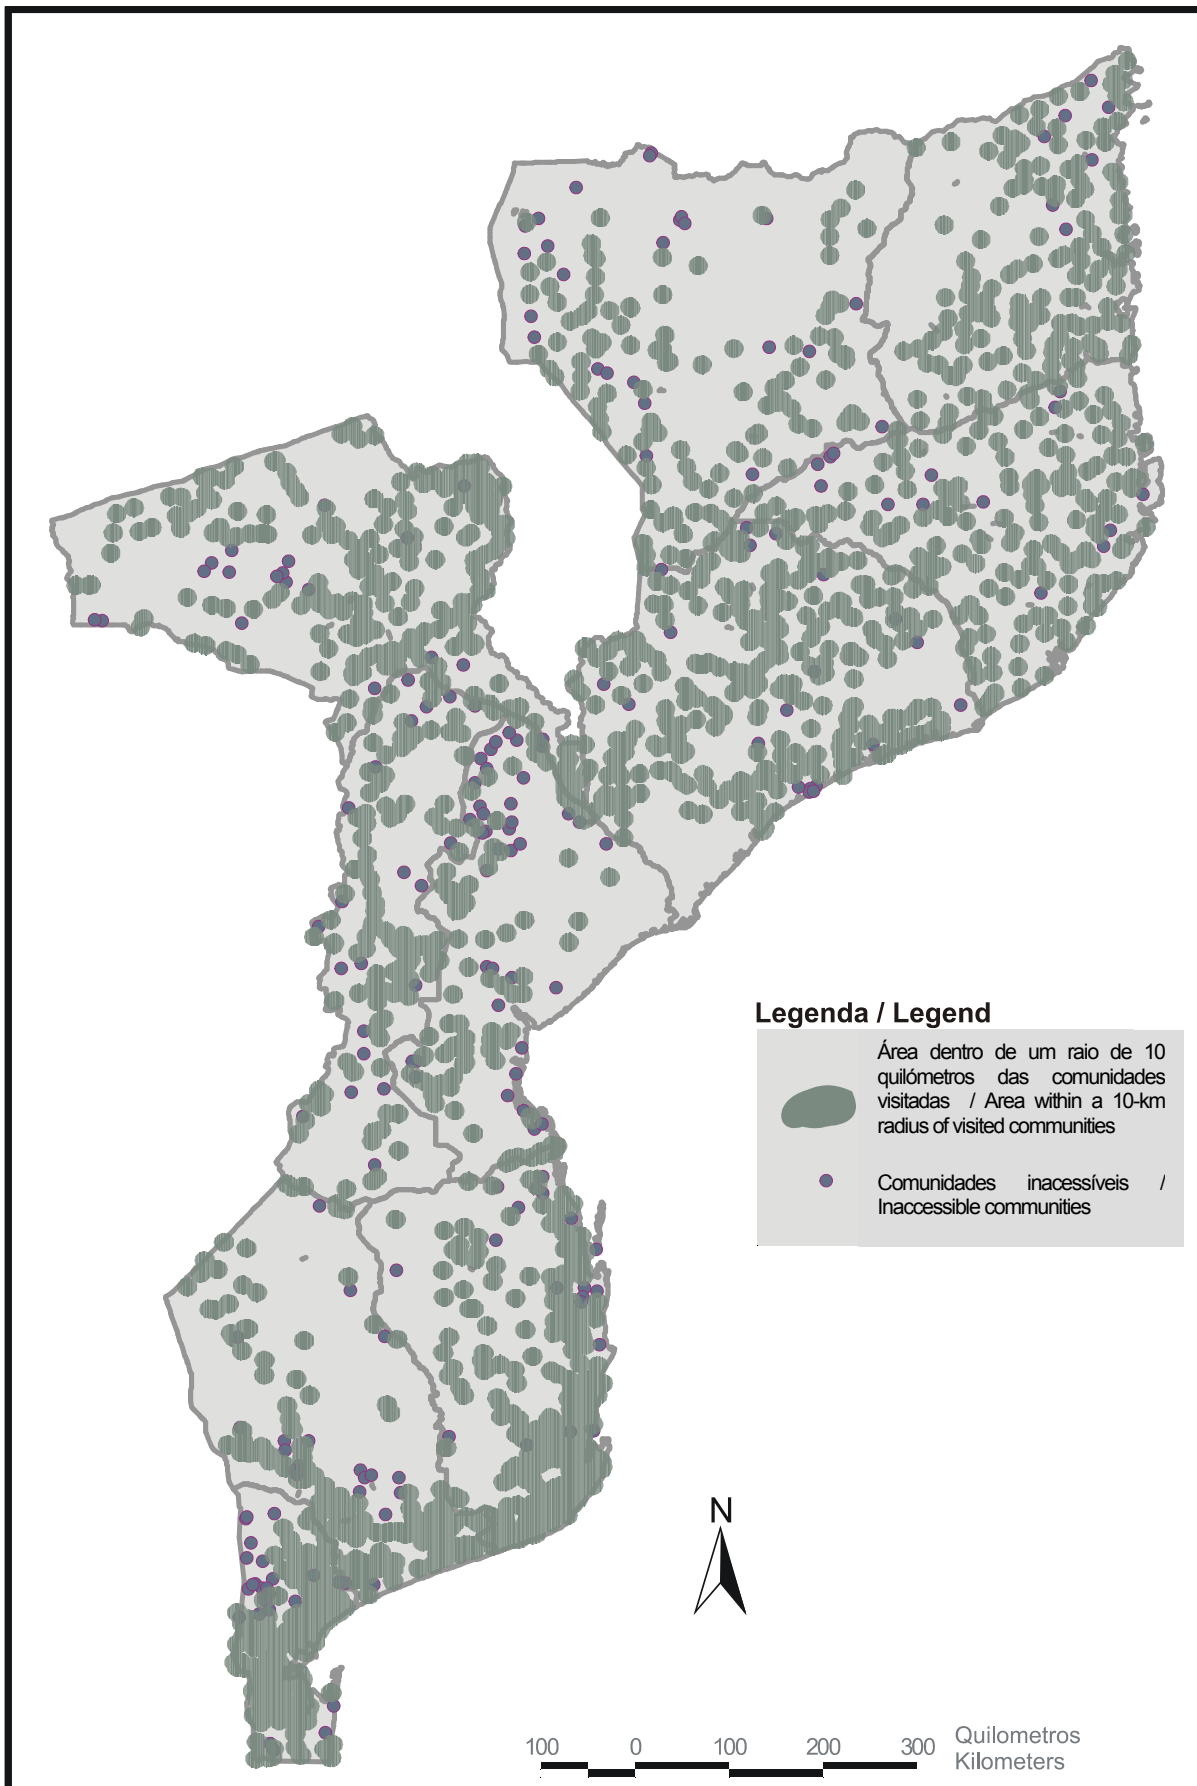 Legenda / Legend
Área dentro de um raio de 10
quilómetros das comunidades
visitadas / Area within a 10-km
radius of visited communities
Comunidades inacessíveis /
Inaccessible communities
N
100 0 100 200 300 Quilometros
Kilometers